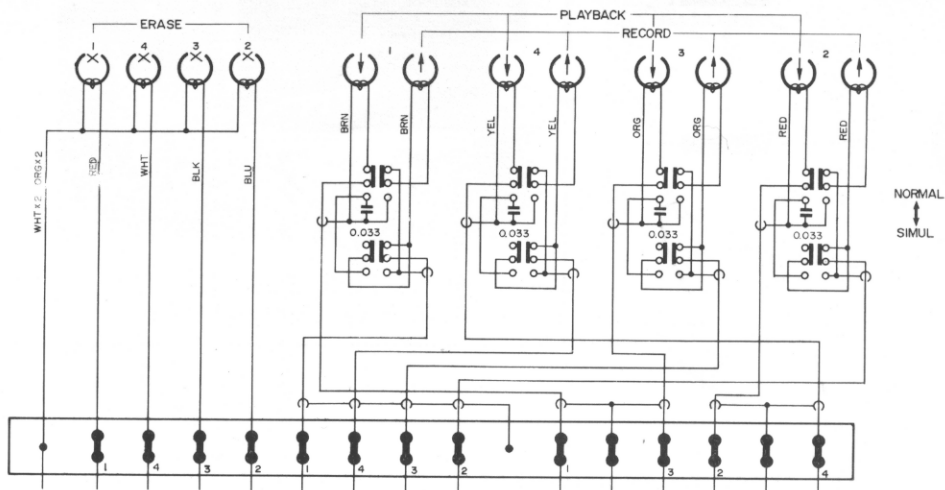 PLAYBACK
ERASE
RECORD
1 4 3 2
1 4 3 2
BRN BRN YEL YEL ORG ORG RED RED
WHT x 2 ORG x 2
RED WHT BLK BLU
NORMAL
SIMUL
0.033 0.033 0.033 0.033
1 4 3 2 1 4 3 2 1 3 2 4